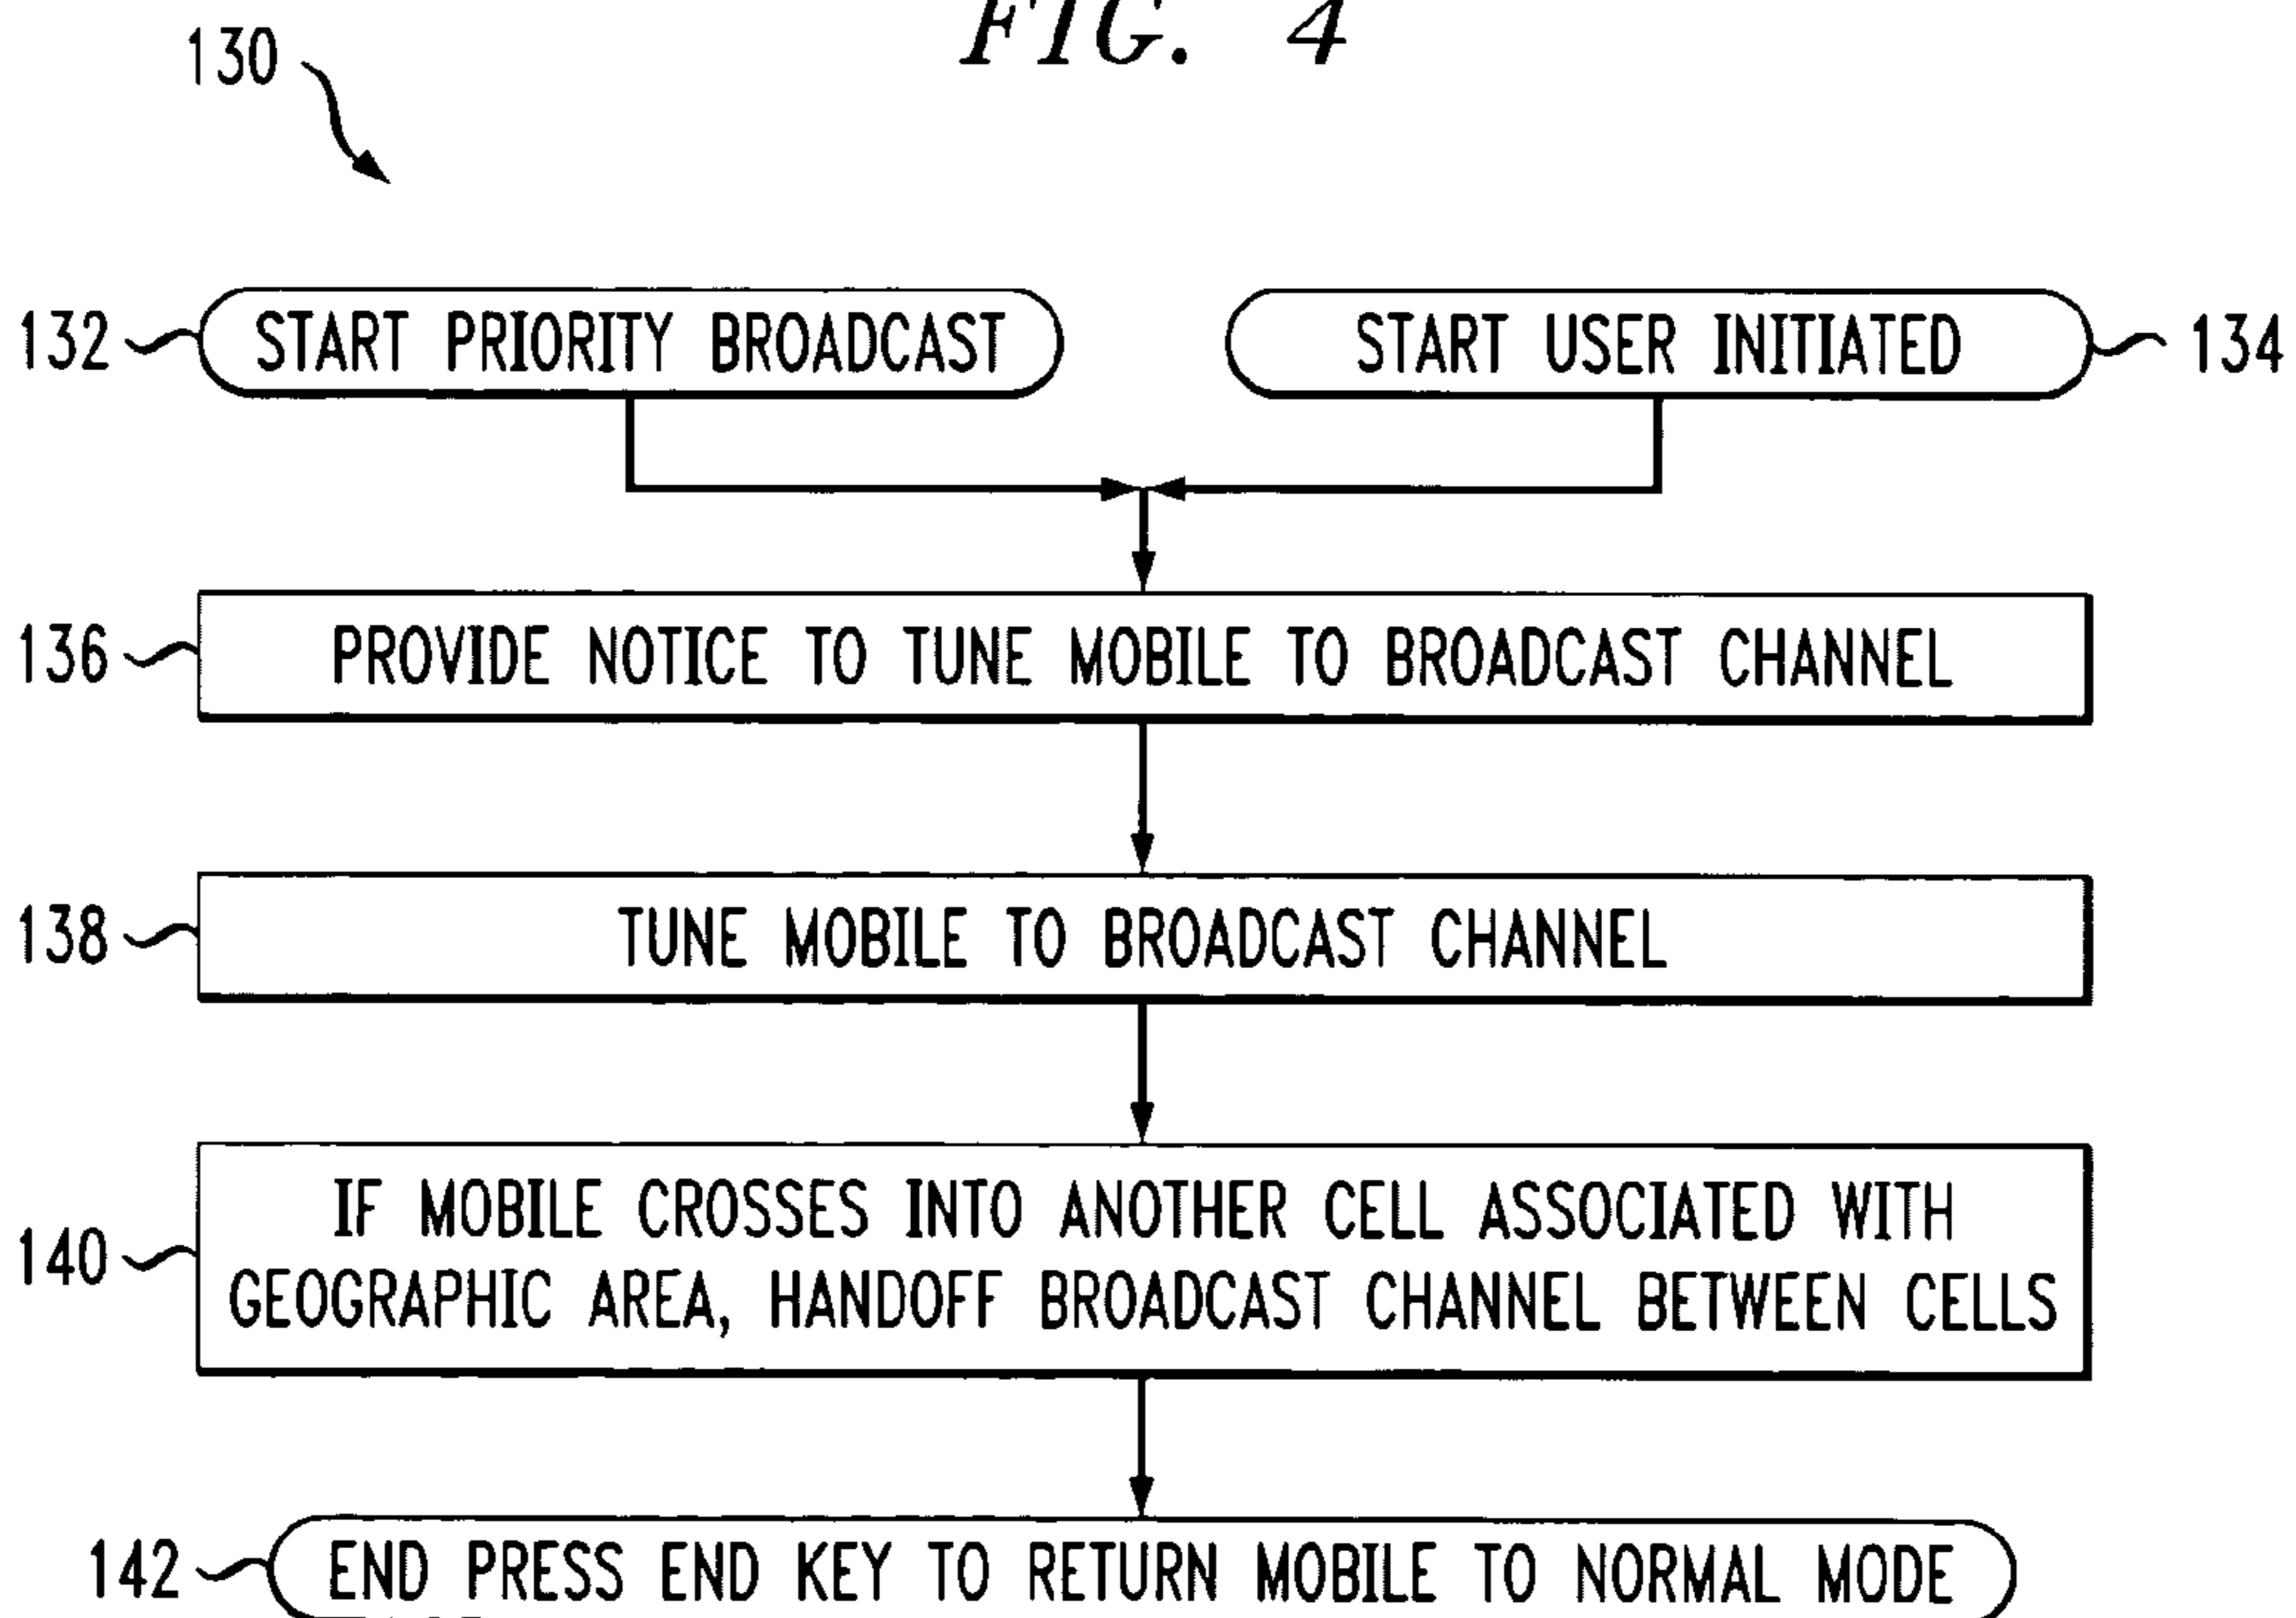 FIG. 4
130
132
START PRIORITY BROADCAST
START USER INITIATED
134
136
PROVIDE NOTICE TO TUNE MOBILE TO BROADCAST CHANNEL
138
TUNE MOBILE TO BROADCAST CHANNEL
140
IF MOBILE CROSSES INTO ANOTHER CELL ASSOCIATED WITH
GEOGRAPHIC AREA, HANDOFF BROADCAST CHANNEL BETWEEN CELLS
142
END PRESS END KEY TO RETURN MOBILE TO NORMAL MODE